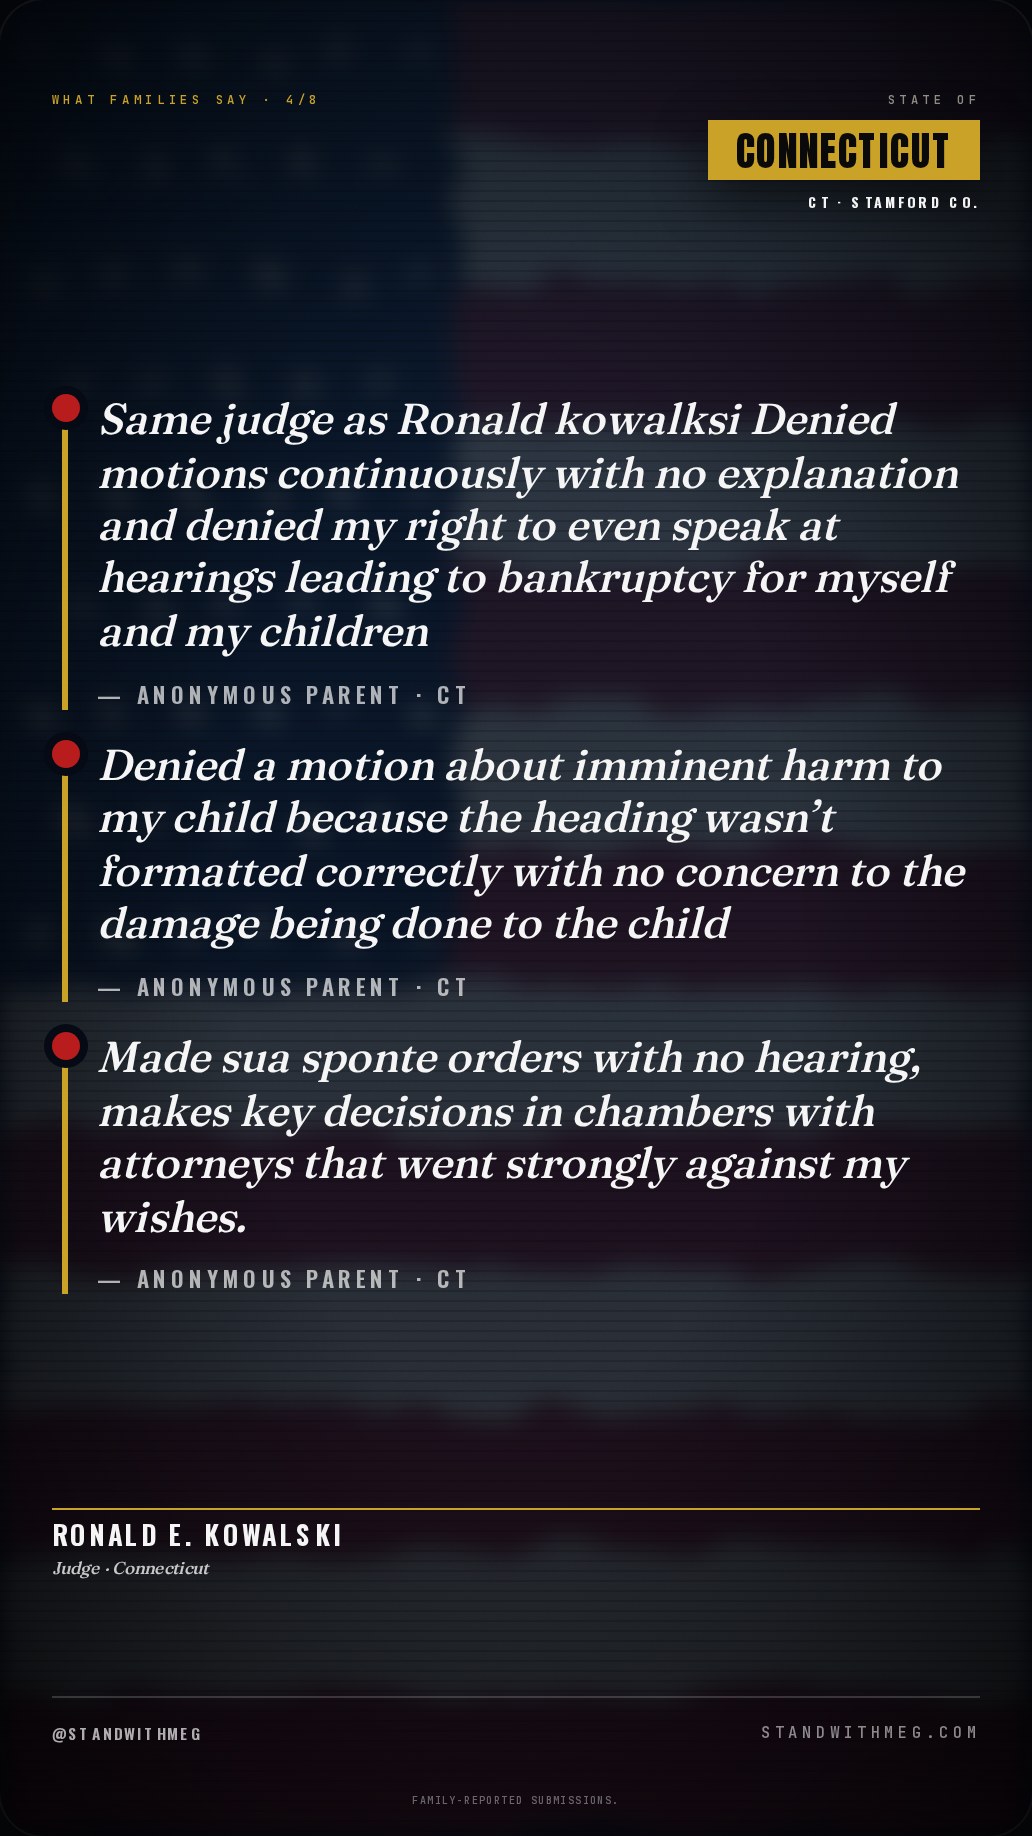 WHAT FAMILIES SAY · 4/8
STATE OF
CONNECTICUT
CT · STAMFORD CO.
Same judge as Ronald kowalksi Denied
motions continuously with no explanation
and denied my right to even speak at
hearings leading to bankruptcy for myself
and my children
— ANONYMOUS PARENT · CT
Denied a motion about imminent harm to
my child because the heading wasn’t
formatted correctly with no concern to the
damage being done to the child
— ANONYMOUS PARENT · CT
Made sua sponte orders with no hearing,
makes key decisions in chambers with
attorneys that went strongly against my
wishes.
— ANONYMOUS PARENT · CT
RONALD E. KOWALSKI
Judge · Connecticut
@STANDWITHMEG
STANDWITHMEG.COM
FAMILY-REPORTED SUBMISSIONS.